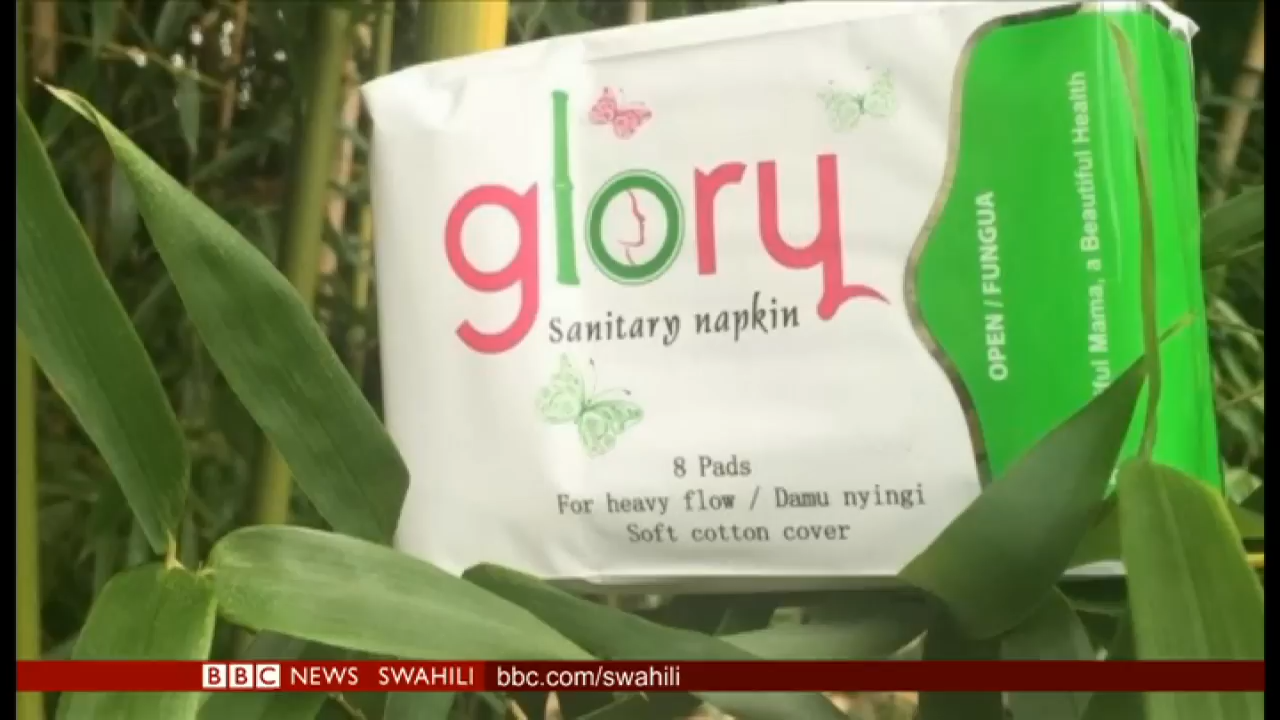 glory
Sanitary napkin
8 Pads
For heavy flow / Damu nyingi
Soft cotton cover
OPEN / FUNGUA
Mama, a Beautiful Health
BBC NEWS SWAHILI bbc.com/swahili